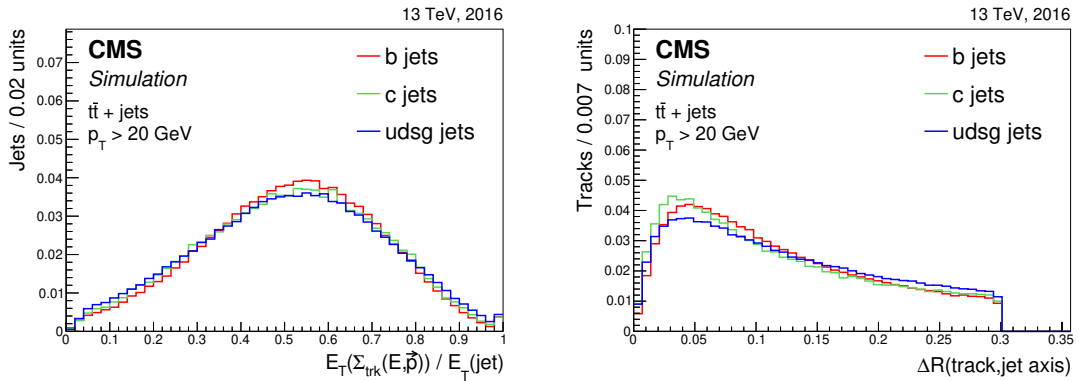 13 TeV, 2016
CMS
Simulation
tt̄ + jets
p_T > 20 GeV
b jets
c jets
udsg jets
Jets / 0.02 units
0
0.01
0.02
0.03
0.04
0.05
0.06
0.07
0 0.1 0.2 0.3 0.4 0.5 0.6 0.7 0.8 0.9 1
E_T(Σ_trk(E,p⃗)) / E_T(jet)
13 TeV, 2016
CMS
Simulation
tt̄ + jets
p_T > 20 GeV
b jets
c jets
udsg jets
Tracks / 0.007 units
0
0.01
0.02
0.03
0.04
0.05
0.06
0.07
0.08
0.09
0.1
0 0.05 0.1 0.15 0.2 0.25 0.3 0.35
ΔR(track,jet axis)